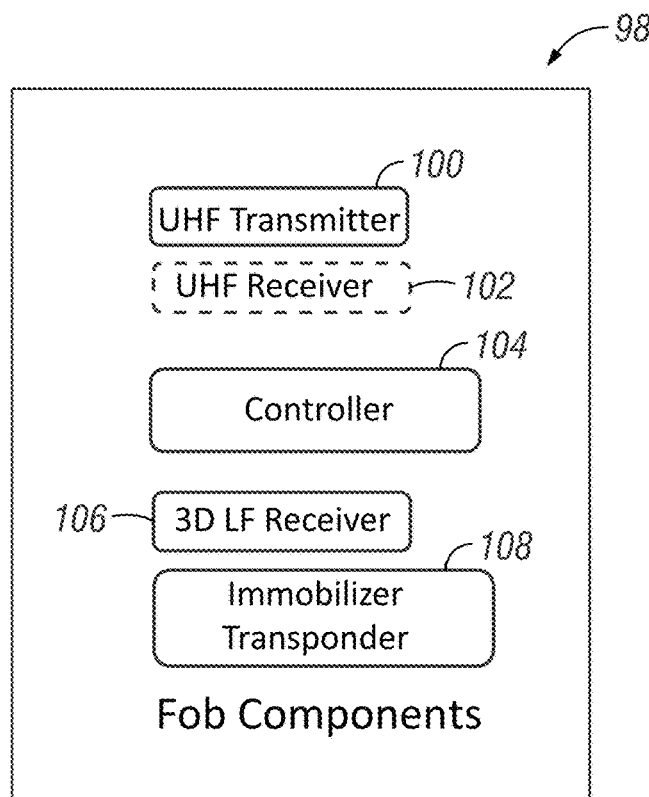 98
100
UHF Transmitter
UHF Receiver 102
104
Controller
106 3D LF Receiver
108
Immobilizer
Transponder
Fob Components